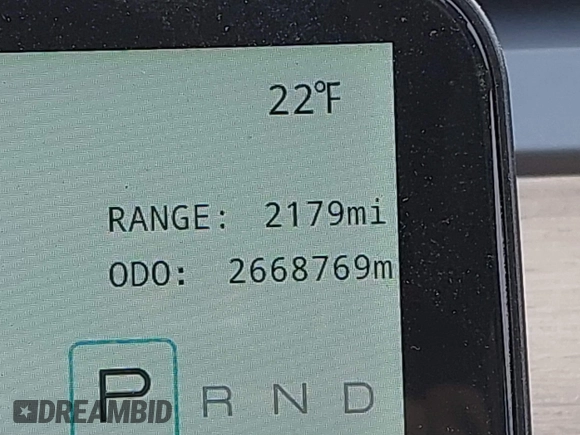 22°F
RANGE: 2179mi
ODO: 2668769m
P R N D
DREAMBID